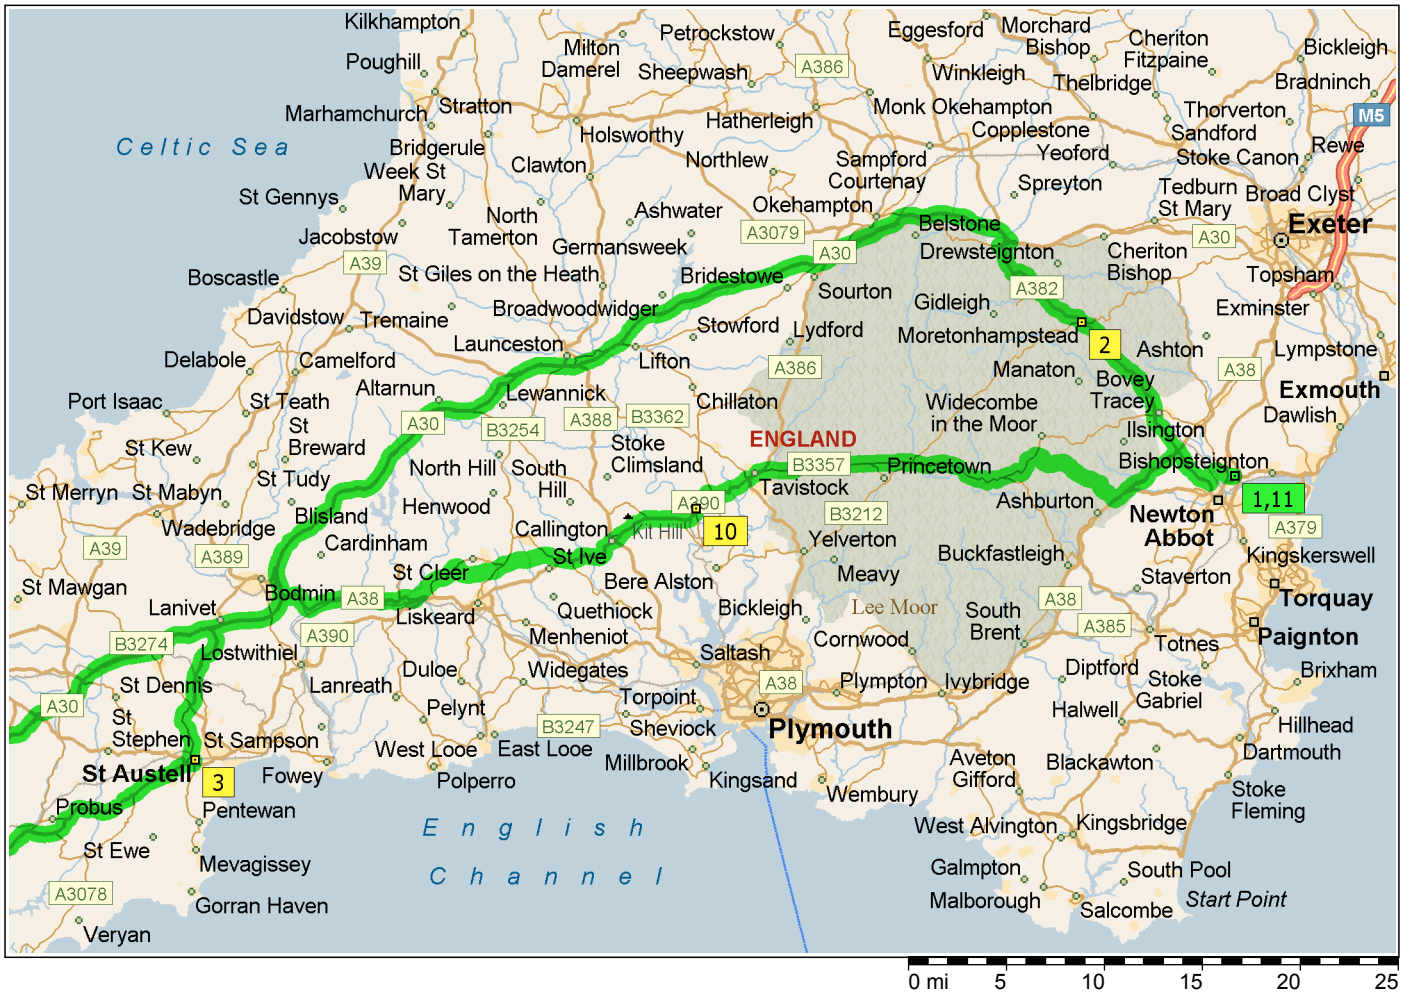 Kilkhampton
Petrockstow
Eggesford
Morchard
Bishop
Cheriton
Fitzpaine
Bickleigh
Milton
Damerel
Poughill
Sheepwash
A386
Winkleigh
Thelbridge
Bradninch
Marhamchurch
Stratton
Hatherleigh
Monk Okehampton
Thorverton
M5
Holsworthy
Copplestone
Sandford
Celtic Sea
Bridgerule
Rewe
Week St
Mary
Clawton
Northlew
Sampford
Courtenay
Yeoford
Stoke Canon
Spreyton
Tedburn
St Mary
Broad Clyst
St Gennys
North
Tamerton
Ashwater
Okehampton
Jacobstow
Germansweek
A3079
Belstone
A30
Exeter
A39
A30
Drewsteignton
Cheriton
Bishop
Boscastle
St Giles on the Heath
Bridestowe
Sourton
A382
Topsham
Davidstow
Tremaine
Broadwoodwidger
Gidleigh
Exminster
Stowford
Lydford
Moretonhampstead
2
Launceston
Delabole
Camelford
Lifton
A386
Ashton
Lympstone
Manaton
A38
Altarnun
Lewannick
Bovey
Tracey
Exmouth
Port Isaac
St Teath
Chillaton
Widecombe
in the Moor
Dawlish
A30
B3254
A388
B3362
St
Breward
Stoke
Climsland
ENGLAND
Ilsington
St Kew
B3357
Princetown
Bishopsteignton
St Merryn
St Mabyn
St Tudy
North Hill
South
Hill
Tavistock
Henwood
A390
Ashburton
1,11
Wadebridge
Blisland
Callington
Kit Hill
10
B3212
Newton
Abbot
A379
A39
A389
Cardinham
St Ive
Yelverton
Buckfastleigh
Kingskerswell
St Mawgan
St Cleer
Bere Alston
Meavy
Staverton
Bodmin
A38
Lanivet
Liskeard
Quethiock
Bickleigh
Lee Moor
South
Brent
A38
Torquay
B3274
A390
Menheniot
Cornwood
A385
Totnes
Paignton
Lostwithiel
Saltash
St Dennis
Duloe
Widegates
A38
Plympton
Ivybridge
Diptford
Stoke
Gabriel
Brixham
A30
Lanreath
Torpoint
St
Stephen
Pelynt
B3247
Plymouth
Halwell
Hillhead
St Sampson
West Looe
East Looe
Sheviock
Dartmouth
St Austell
3
Fowey
Polperro
Millbrook
Kingsand
Aveton
Gifford
Blackawton
Probus
Pentewan
Wembury
Stoke
Fleming
English
Channel
West Alvington
Kingsbridge
St Ewe
Mevagissey
Galmpton
South Pool
A3078
Gorran Haven
Malborough
Salcombe
Start Point
Veryan
0 mi 5 10 15 20 25